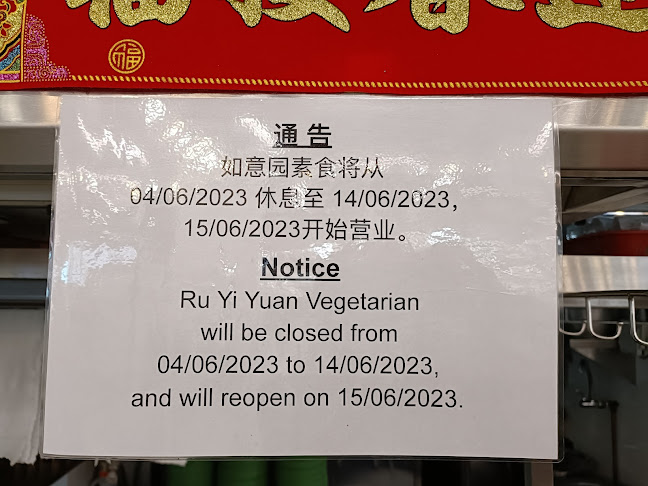 福
通告
如意园素食将从
04/06/2023 休息至 14/06/2023，
15/06/2023开始营业。
Notice
Ru Yi Yuan Vegetarian
will be closed from
04/06/2023 to 14/06/2023,
and will reopen on 15/06/2023.